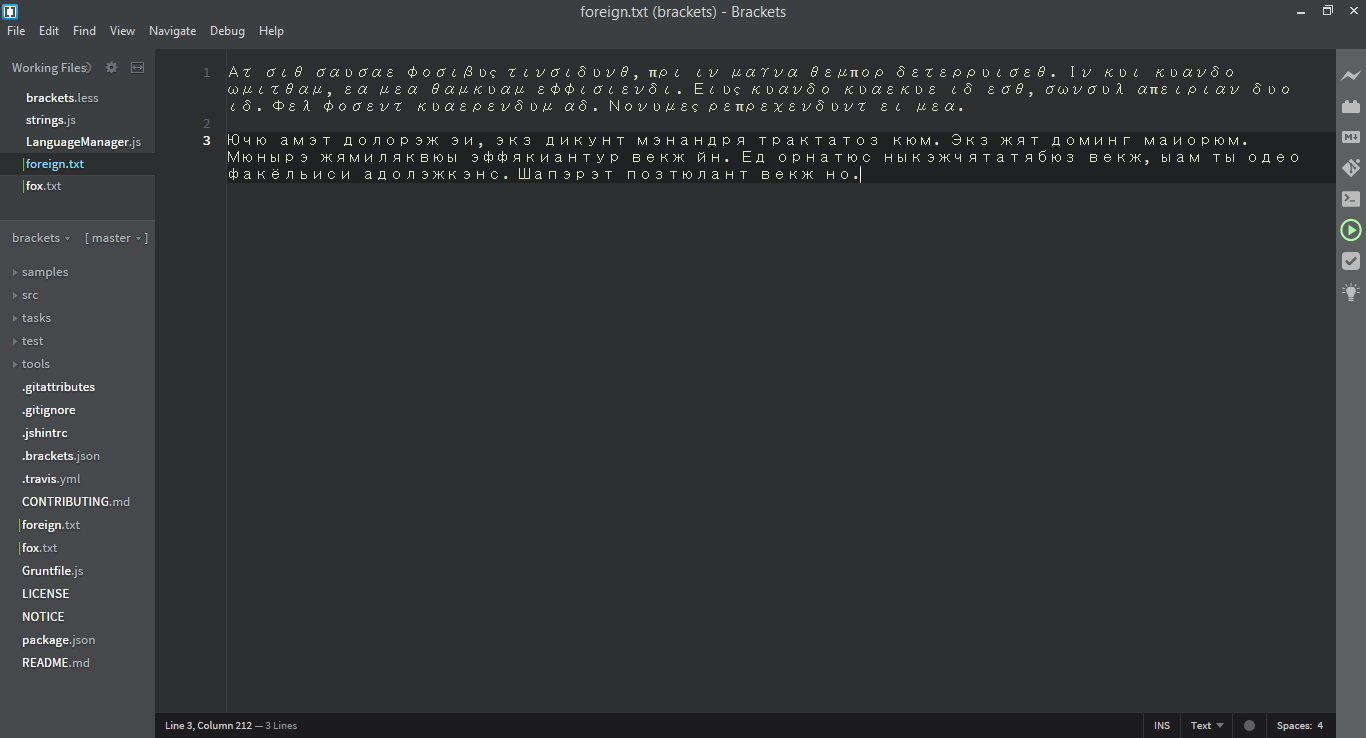 foreign.txt (brackets) - Brackets
File Edit Find View Navigate Debug Help
Working Files
brackets.less
strings.js
LanguageManager.js
foreign.txt
fox.txt
brackets [ master ]
samples
src
tasks
test
tools
.gitattributes
.gitignore
.jshintrc
.brackets.json
.travis.yml
CONTRIBUTING.md
foreign.txt
fox.txt
Gruntfile.js
LICENSE
NOTICE
package.json
README.md
1 Ατ σιθ σαυσαε φοσιβυς τινσιδυνθ, πρι ιν μαγνα θεμπορ δετερρυισεθ. Ιν κυι κυανδο
ωμιτθαμ, εα μεα θαμκυαμ εφφισιενδι. Ειυς κυανδο κυαεκυε ιδ εσθ, σωνσυλ απειριαν δυο
ιδ. Φελ φοσεντ κυαερενδυμ αδ. Νονυμες ρεπρεχενδυντ ει μεα.
2
3 Ючю амэт долорэж эи, экз дикунт мэнандря трактатоз кюм. Экз жят доминг маиорюм.
Мюнырэ жямиляквюы эффякиантур векж йн. Ед орнатюс ныкэжчятатябюз векж, ыам ты одео
факёльиси адолэжкэнс. Шапэрэт позтюлант векж но.
Line 3, Column 212 — 3 Lines
INS Text Spaces: 4